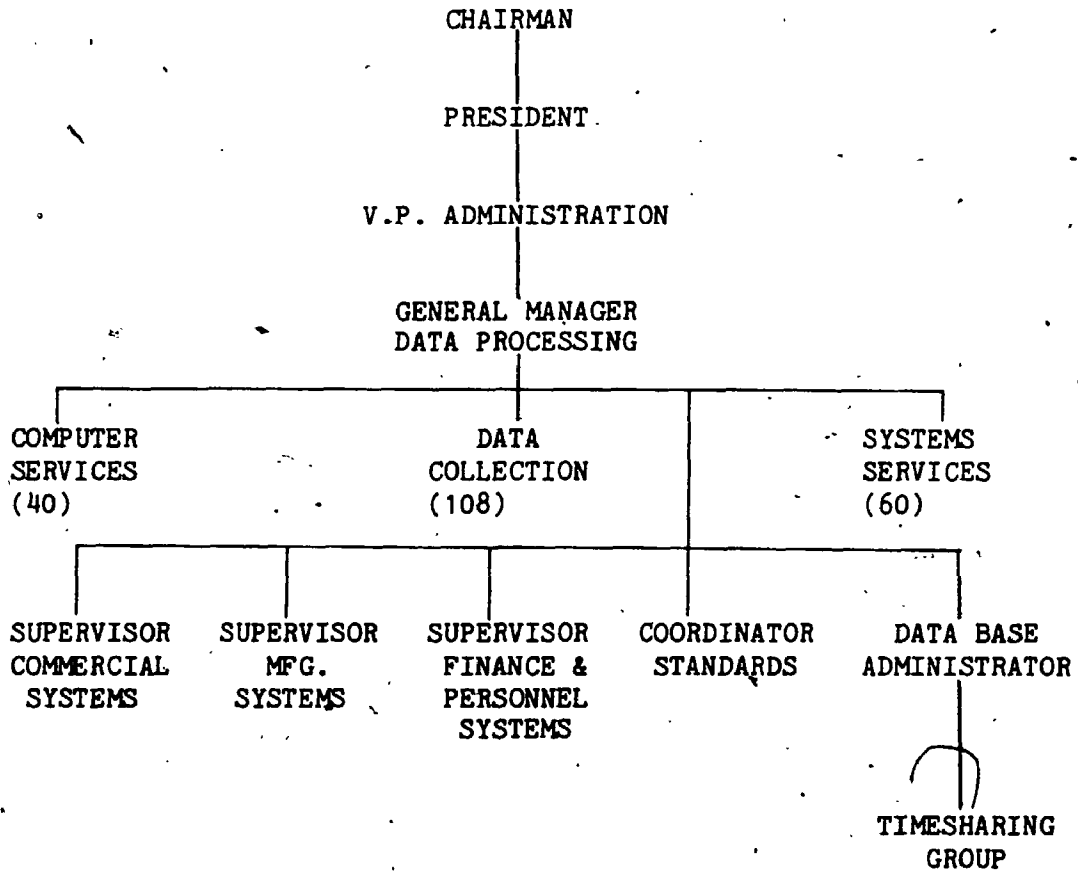 CHAIRMAN
PRESIDENT
V.P. ADMINISTRATION
GENERAL MANAGER
DATA PROCESSING
COMPUTER
SERVICES
(40)
DATA
COLLECTION
(108)
SYSTEMS
SERVICES
(60)
SUPERVISOR
COMMERCIAL
SYSTEMS
SUPERVISOR
MFG.
SYSTEMS
SUPERVISOR
FINANCE &
PERSONNEL
SYSTEMS
COORDINATOR
STANDARDS
DATA BASE
ADMINISTRATOR
TIMESHARING
GROUP